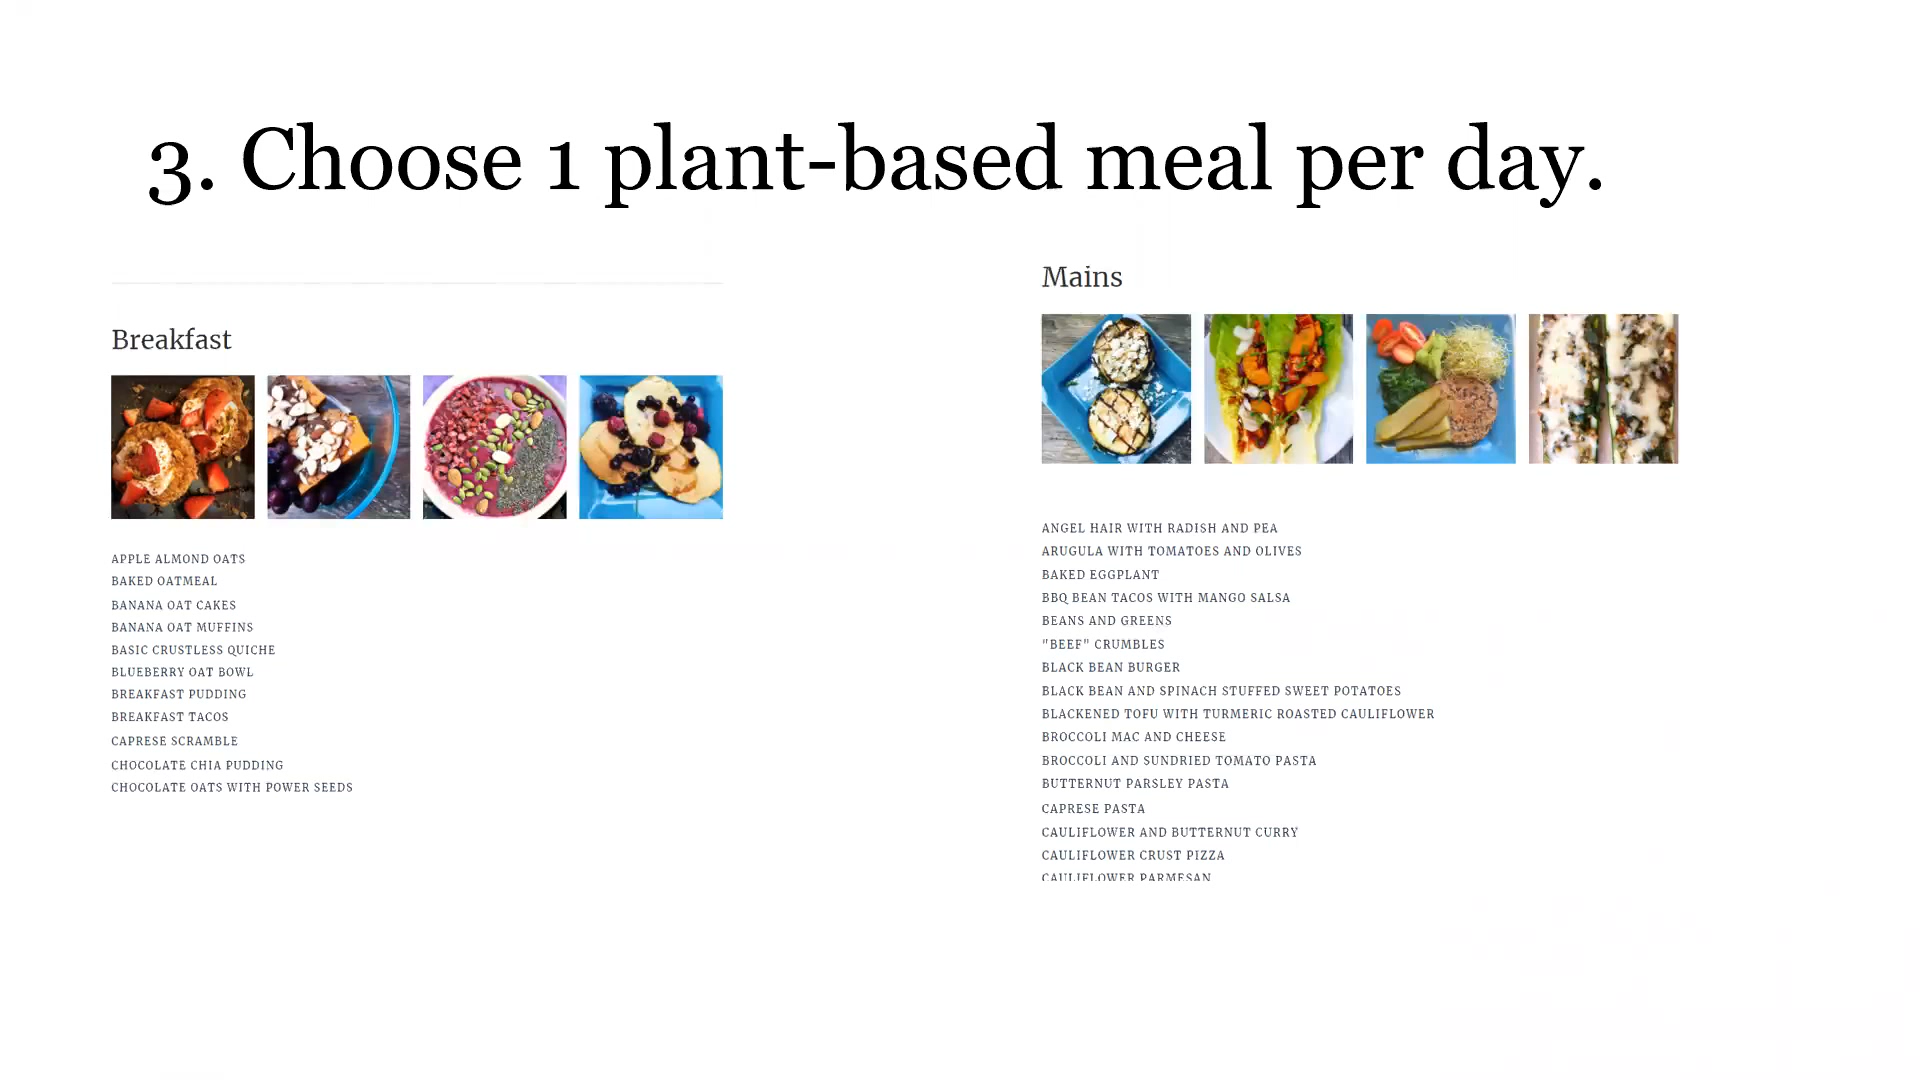 3. Choose 1 plant-based meal per day.
Breakfast
APPLE ALMOND OATS
BAKED OATMEAL
BANANA OAT CAKES
BANANA OAT MUFFINS
BASIC CRUSTLESS QUICHE
BLUEBERRY OAT BOWL
BREAKFAST PUDDING
BREAKFAST TACOS
CAPRESE SCRAMBLE
CHOCOLATE CHIA PUDDING
CHOCOLATE OATS WITH POWER SEEDS
Mains
ANGEL HAIR WITH RADISH AND PEA
ARUGULA WITH TOMATOES AND OLIVES
BAKED EGGPLANT
BBQ BEAN TACOS WITH MANGO SALSA
BEANS AND GREENS
"BEEF" CRUMBLES
BLACK BEAN BURGER
BLACK BEAN AND SPINACH STUFFED SWEET POTATOES
BLACKENED TOFU WITH TURMERIC ROASTED CAULIFLOWER
BROCCOLI MAC AND CHEESE
BROCCOLI AND SUNDRIED TOMATO PASTA
BUTTERNUT PARSLEY PASTA
CAPRESE PASTA
CAULIFLOWER AND BUTTERNUT CURRY
CAULIFLOWER CRUST PIZZA
CAULIFLOWER PARMESAN